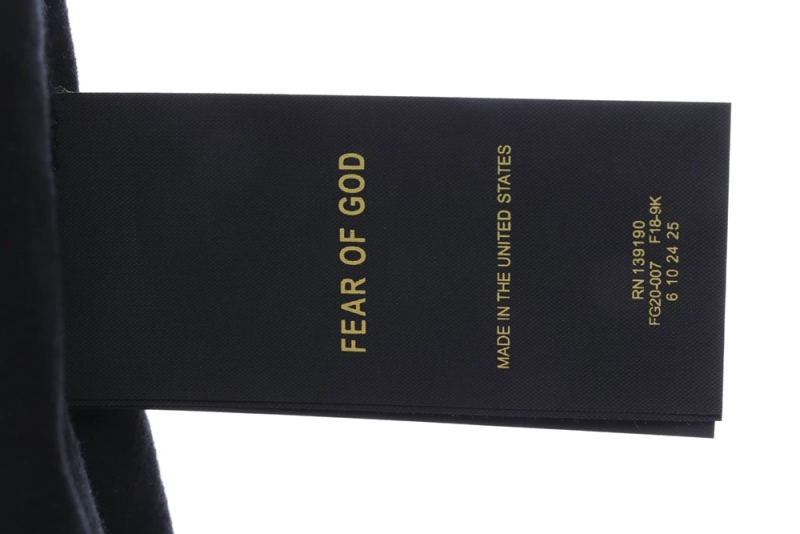 FEAR OF GOD
MADE IN THE UNITED STATES
RN 139190
FG20-007 F18-9K
6 10 24 25